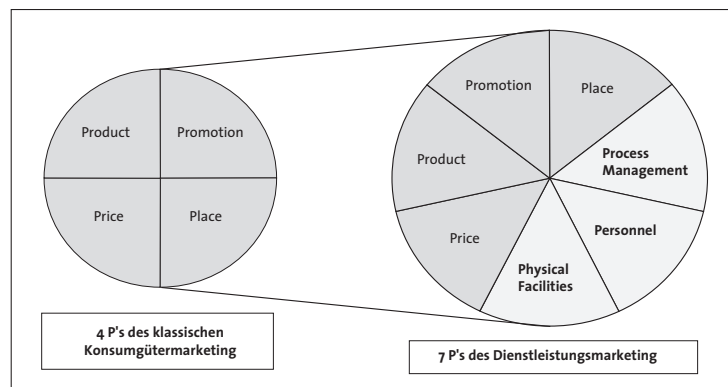 Product
Promotion
Price
Place
4 P's des klassischen
Konsumgütermarketing
Promotion
Place
Product
Process
Management
Price
Personnel
Physical
Facilities
7 P's des Dienstleistungsmarketing